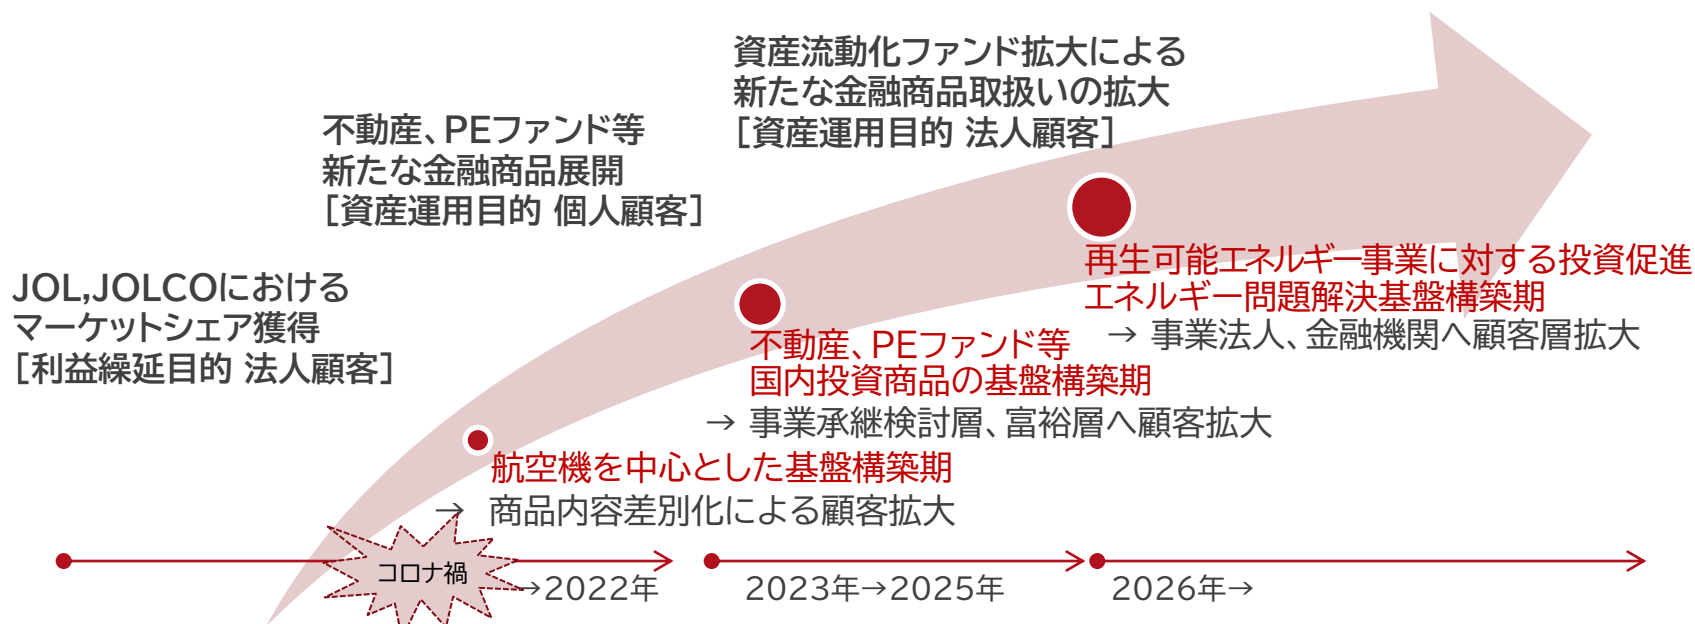 資産流動化ファンド拡大による
新たな金融商品取扱いの拡大
[資産運用目的 法人顧客]
不動産、PEファンド等
新たな金融商品展開
[資産運用目的 個人顧客]
JOL,JOLCOにおける
マーケットシェア獲得
[利益繰延目的 法人顧客]
再生可能エネルギー事業に対する投資促進
エネルギー問題解決基盤構築期
→ 事業法人、金融機関へ顧客層拡大
不動産、PEファンド等
国内投資商品の基盤構築期
→ 事業承継検討層、富裕層へ顧客拡大
航空機を中心とした基盤構築期
→ 商品内容差別化による顧客拡大
コロナ禍
→2022年
2023年→2025年
2026年→